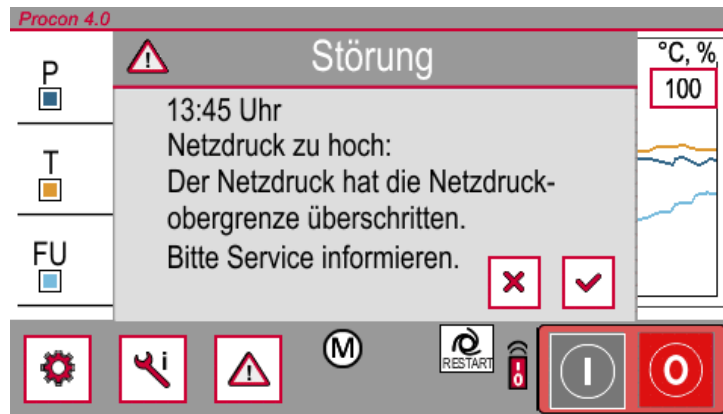 Procon 4.0
Störung
°C, %
100
P
T
FU
13:45 Uhr
Netzdruck zu hoch:
Der Netzdruck hat die Netzdruck-
obergrenze überschritten.
Bitte Service informieren.
i
M
RESTART
I
0
I
O